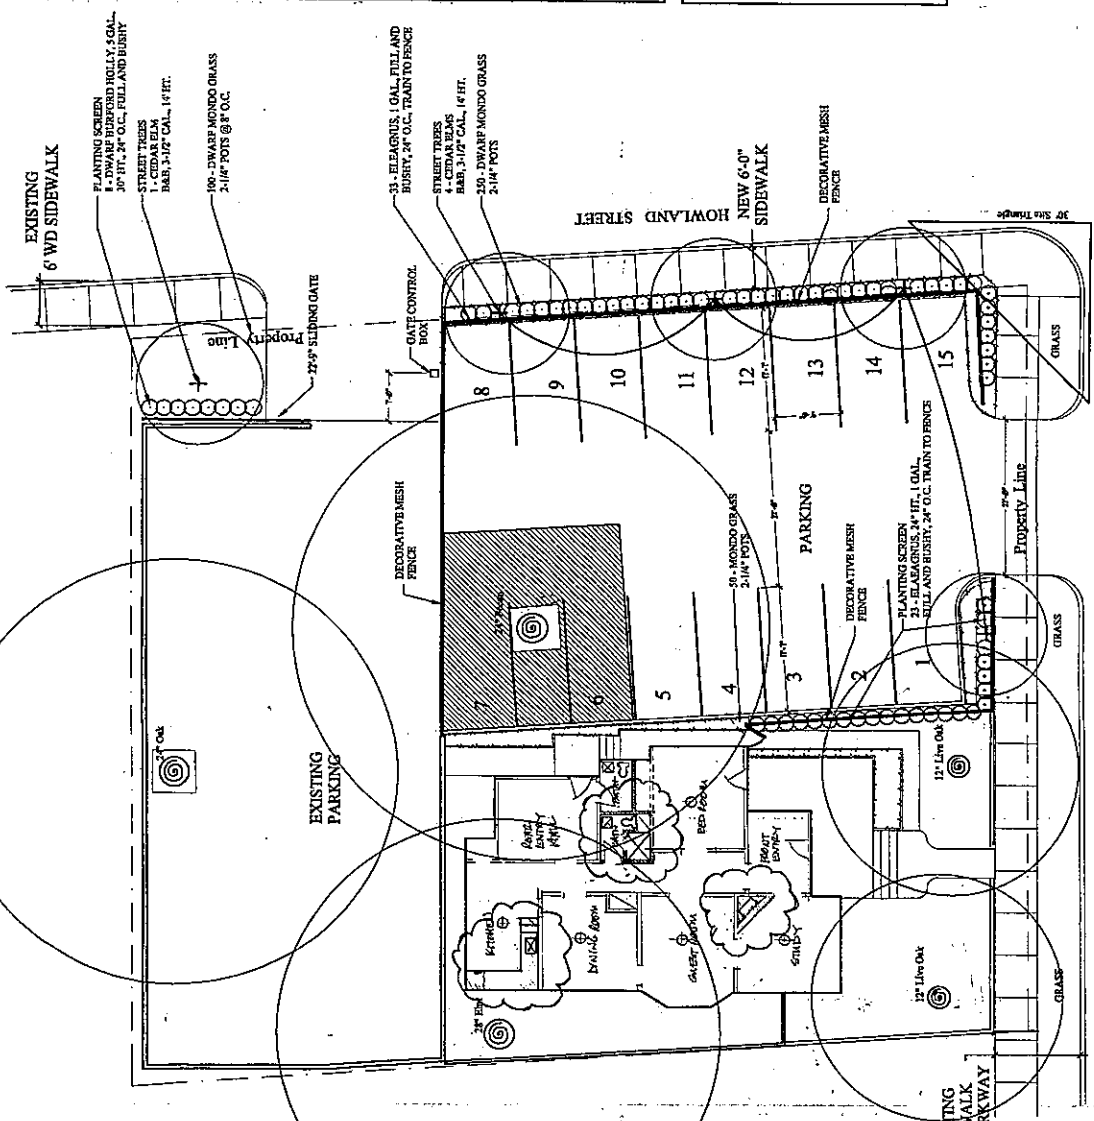 EXISTING
6' WD SIDEWALK
PLANTING SCREEN
8 - DWARF BURFORD HOLLY, 5 GAL.,
30" HT., 24" O.C., FULL AND BUSHY
STREET TREES
1 - CEDAR ELM
B&B, 3-1/2" CAL., 14' HT.
100 - DWARF MONDO GRASS
2-1/4" POTS @ 8" O.C.
33 - ELEAGNUS, 1 GAL., FULL AND
BUSHY, 24" O.C., TRAIN TO FENCE
STREET TREES
4 - CEDAR ELMS
B&B, 3-1/2" CAL., 14' HT.
250 - DWARF MONDO GRASS
2-1/4" POTS
HOWLAND STREET
NEW 6'-0"
SIDEWALK
DECORATIVE MESH
FENCE
30' Site Triangle
Property Line
22'-9" SLIDING GATE
GATE CONTROL
BOX
8
9
10
11
12
13
14
15
GRASS
DECORATIVE MESH
FENCE
50 - MONDO GRASS
2-1/4" POTS
PARKING
DECORATIVE MESH
FENCE
PLANTING SCREEN
23 - ELAEAGNUS, 24" HT., 1 GAL.,
FULL AND BUSHY, 24" O.C. TRAIN TO FENCE
Property Line
7
6
5
4
3
2
1
GRASS
EXISTING
PARKING
12" Live Oak
ENTRY
BED ROOM
FRONT
ENTRY
KITCHEN
DINING ROOM
GUEST ROOM
STUDY
12" Live Oak
GRASS